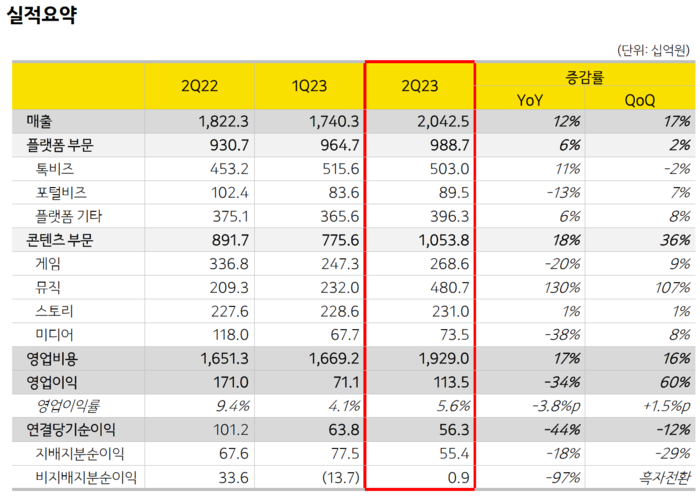 실적요약
(단위: 십억원)
2Q22 1Q23 2Q23 증감률
YoY QoQ
매출 1,822.3 1,740.3 2,042.5 12% 17%
플랫폼 부문 930.7 964.7 988.7 6% 2%
톡비즈 453.2 515.6 503.0 11% -2%
포털비즈 102.4 83.6 89.5 -13% 7%
플랫폼 기타 375.1 365.6 396.3 6% 8%
콘텐츠 부문 891.7 775.6 1,053.8 18% 36%
게임 336.8 247.3 268.6 -20% 9%
뮤직 209.3 232.0 480.7 130% 107%
스토리 227.6 228.6 231.0 1% 1%
미디어 118.0 67.7 73.5 -38% 8%
영업비용 1,651.3 1,669.2 1,929.0 17% 16%
영업이익 171.0 71.1 113.5 -34% 60%
영업이익률 9.4% 4.1% 5.6% -3.8%p +1.5%p
연결당기순이익 101.2 63.8 56.3 -44% -12%
지배지분순이익 67.6 77.5 55.4 -18% -29%
비지배지분순이익 33.6 (13.7) 0.9 -97% 흑자전환